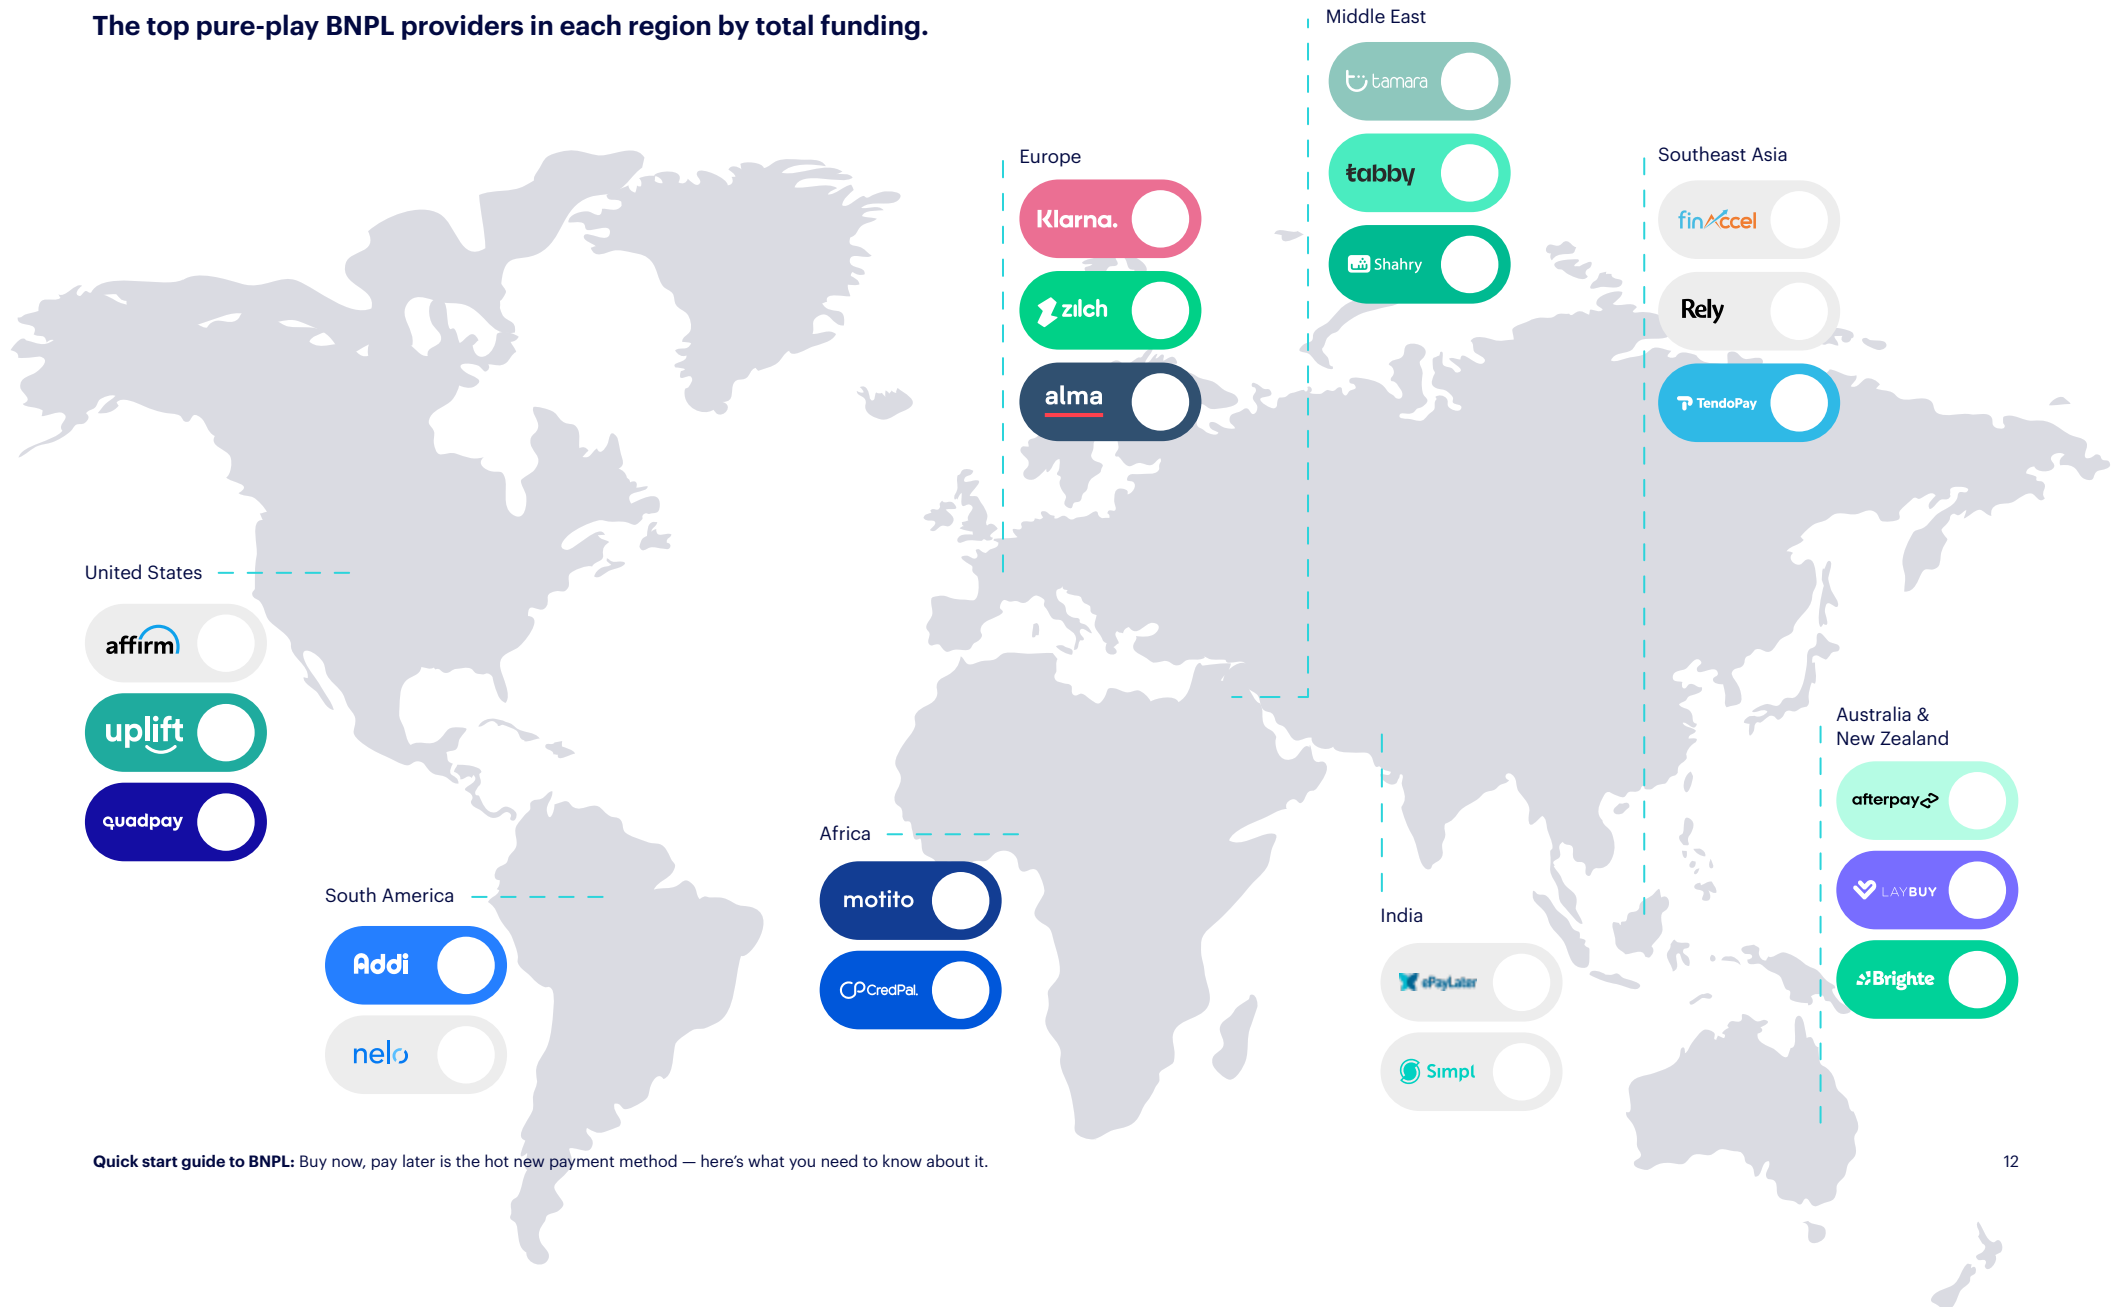 The top pure-play BNPL providers in each region by total funding.
Middle East
tamara
tabby
Shahry
Europe
Klarna.
zilch
alma
Southeast Asia
finAccel
Rely
TendoPay
United States
affirm
uplift
quadpay
South America
Addi
nelo
Africa
motito
CredPal.
India
ePayLater
Simpl
Australia &
New Zealand
afterpay
LAYBUY
Brighte
Quick start guide to BNPL: Buy now, pay later is the hot new payment method — here's what you need to know about it.
12